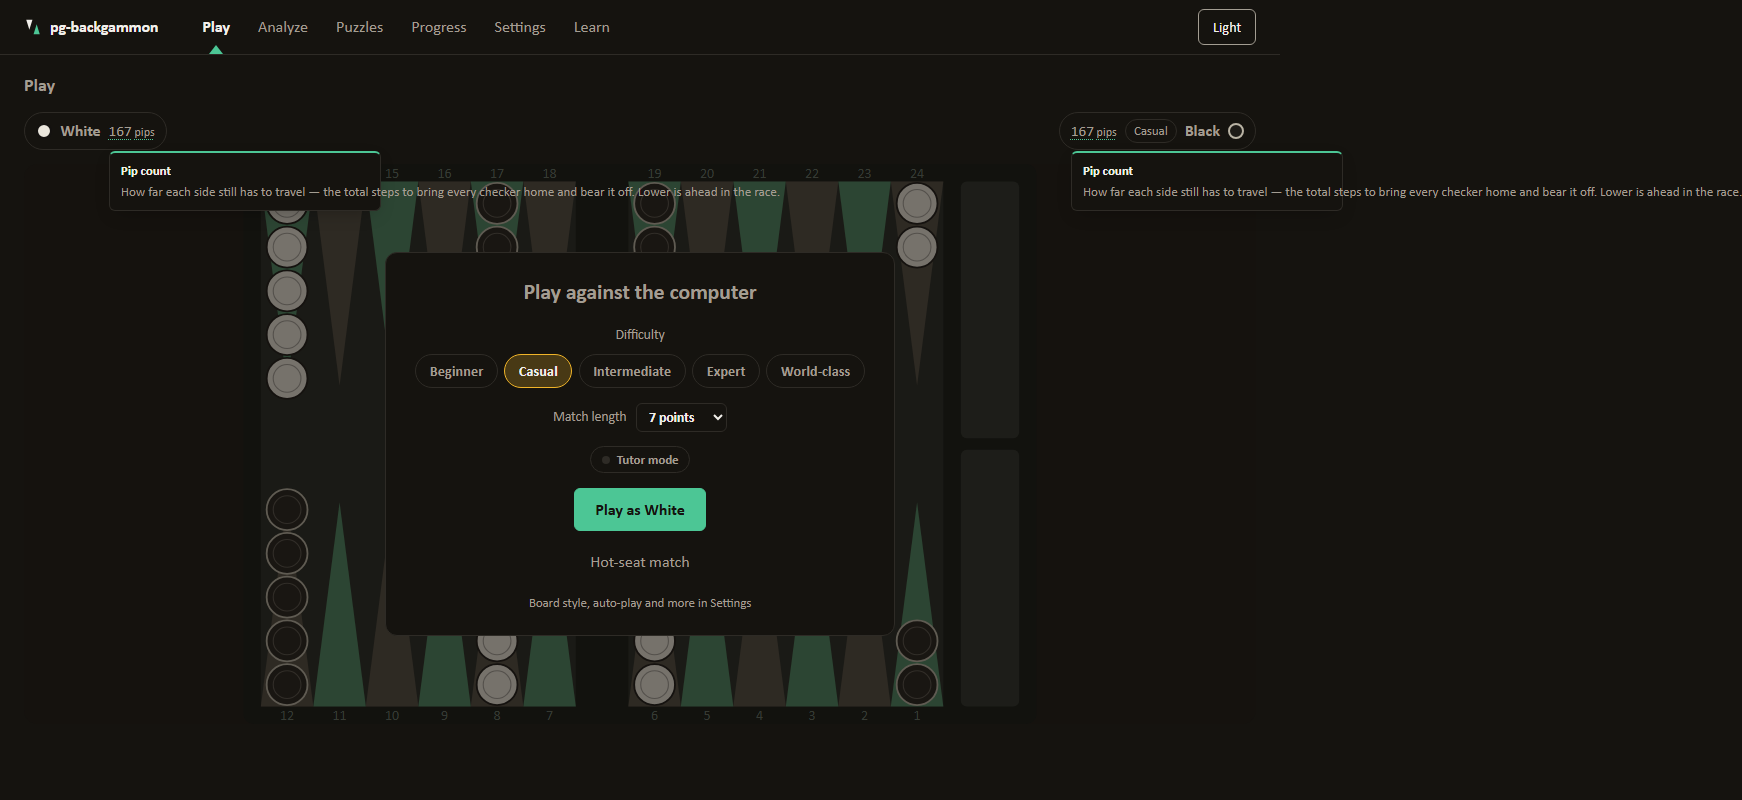 pg-backgammon Play Analyze Puzzles Progress Settings Learn Light
Play
White 167 pips
167 pips Casual Black
Pip count
How far each side still has to travel — the total steps to bring every checker home and bear it off. Lower is ahead in the race.
Pip count
How far each side still has to travel — the total steps to bring every checker home and bear it off. Lower is ahead in the race.
15 16 17 18 19 20 21 22 23 24
Play against the computer
Difficulty
Beginner Casual Intermediate Expert World-class
Match length 7 points
Tutor mode
Play as White
Hot-seat match
Board style, auto-play and more in Settings
12 11 10 9 8 7 6 5 4 3 2 1